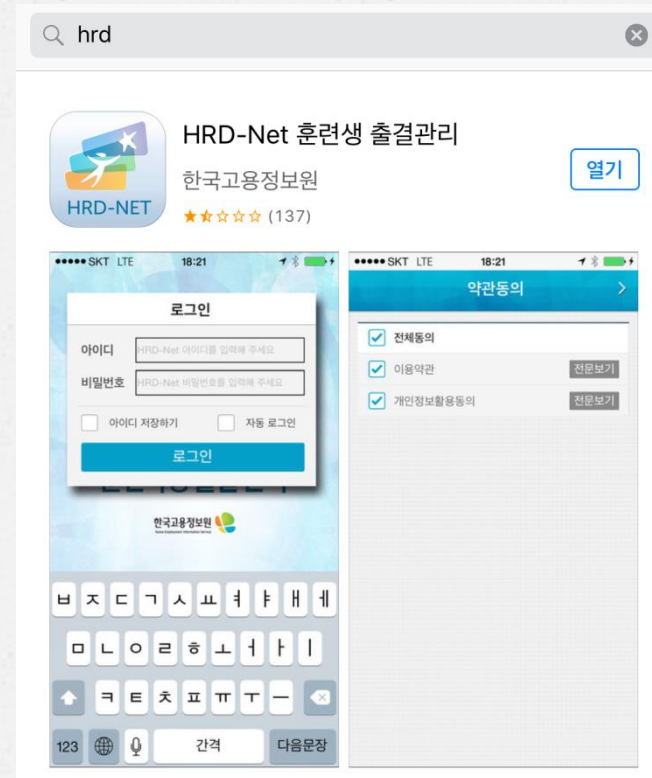 hrd
HRD-Net 훈련생 출결관리
한국고용정보원
(137)
열기
HRD-NET
SKT LTE 18:21
로그인
아이디 HRD-Net 아이디를 입력해 주세요
비밀번호 HRD-Net 비밀번호를 입력해 주세요
아이디 저장하기 자동 로그인
로그인
한국고용정보원
ㅂ ㅈ ㄷ ㄱ ㅅ ㅛ ㅕ ㅑ ㅐ ㅔ
ㅁ ㄴ ㅇ ㄹ ㅎ ㅗ ㅓ ㅏ ㅣ
ㅋ ㅌ ㅊ ㅍ ㅠ ㅜ ㅡ
123 간격 다음문장
SKT LTE 18:21
약관동의
전체동의
이용약관 전문보기
개인정보활용동의 전문보기